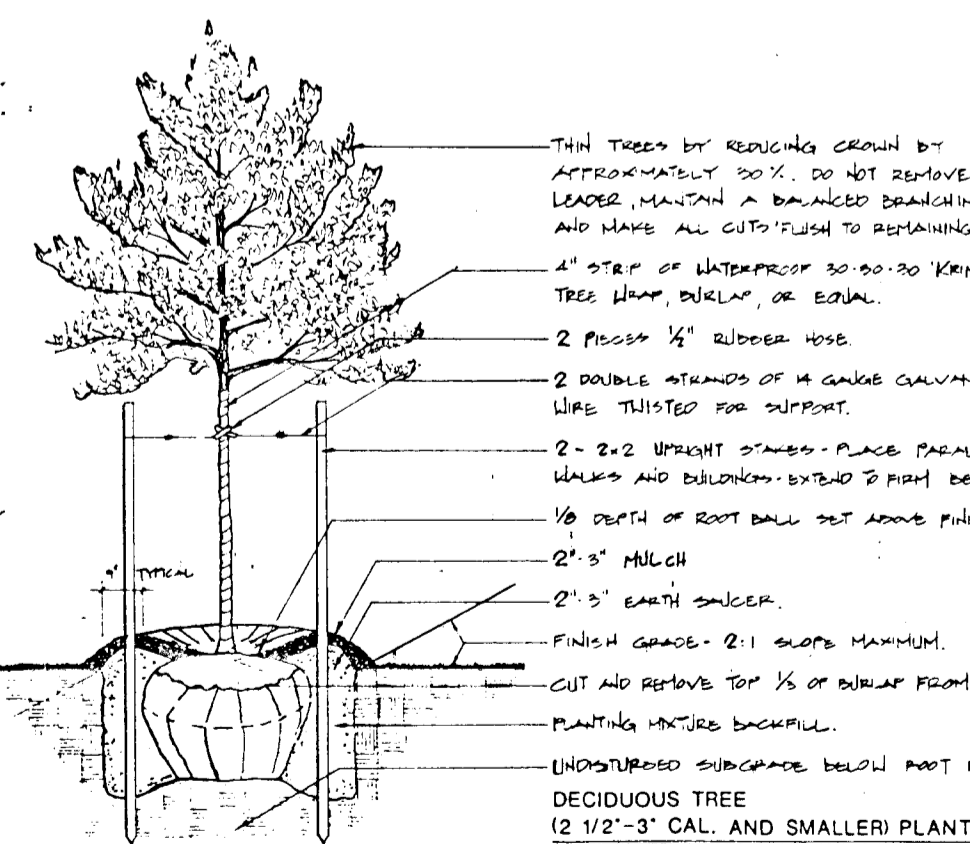 THIN TREES BY REDUCING CROWN BY
APPROXIMATELY 30%. DO NOT REMOVE
LEADER, MANTAIN A BALANCED BRANCHIN
AND MAKE ALL CUTS FLUSH TO REMAINING
4" STRIP OF WATERPROOF 30-30-30 'KRIN
TREE WRAP, BURLAP, OR EQUAL.
2 PIECES 1/2" RUBBER HOSE.
2 DOUBLE STRANDS OF 14 GAUGE GALVAN
WIRE TWISTED FOR SUPPORT.
2 - 2x2 UPRIGHT STAKES - PLACE PARAL
WALKS AND BUILDINGS - EXTEND TO FIRM BE
1/8 DEPTH OF ROOT BALL SET ABOVE FINI
9" TYPICAL
2"-3" MULCH
2"-3" EARTH SAUCER.
FINISH GRADE - 2:1 SLOPE MAXIMUM.
CUT AND REMOVE TOP 1/3 OF BURLAP FROM
PLANTING MIXTURE BACKFILL.
UNDISTURBED SUBGRADE BELOW ROOT
DECIDUOUS TREE
(2 1/2"-3" CAL. AND SMALLER) PLANT